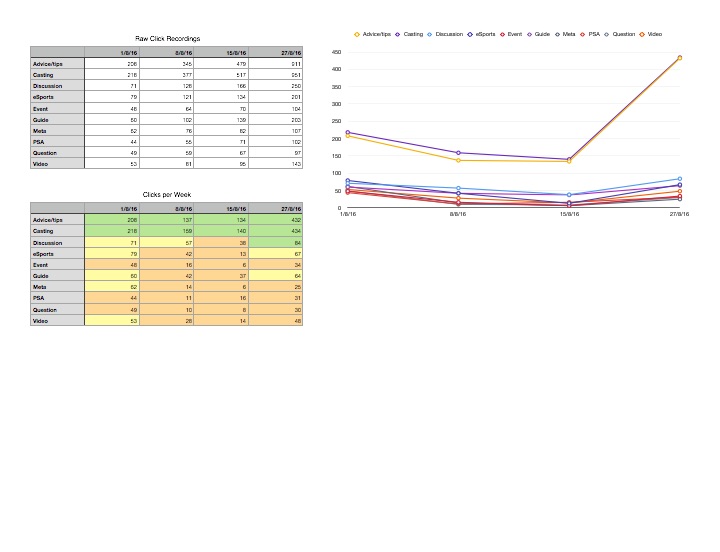 Raw Click Recordings
1/8/16 8/8/16 15/8/16 27/8/16
Advice/tips 208 345 479 911
Casting 218 377 517 951
Discussion 71 128 166 250
eSports 79 121 134 201
Event 48 64 70 104
Guide 60 102 139 203
Meta 62 76 82 107
PSA 44 55 71 102
Question 49 59 67 97
Video 53 81 95 143
Clicks per Week
1/8/16 8/8/16 15/8/16 27/8/16
Advice/tips 208 137 134 432
Casting 218 159 140 434
Discussion 71 57 38 84
eSports 79 42 13 67
Event 48 16 6 34
Guide 60 42 37 64
Meta 62 14 6 25
PSA 44 11 16 31
Question 49 10 8 30
Video 53 28 14 48
Advice/tips Casting Discussion eSports Event Guide Meta PSA Question Video
450
400
350
300
250
200
150
100
50
0
1/8/16 8/8/16 15/8/16 27/8/16